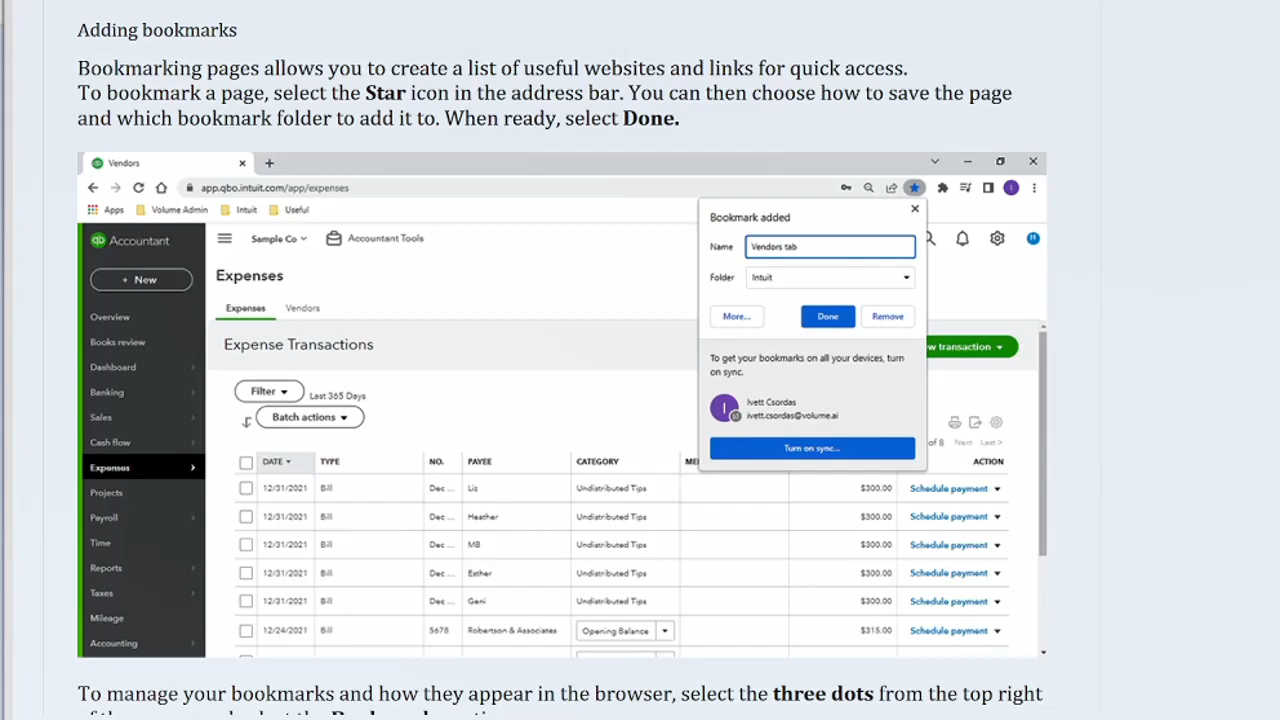 Adding bookmarks
Bookmarking pages allows you to create a list of useful websites and links for quick access.
To bookmark a page, select the Star icon in the address bar. You can then choose how to save the page
and which bookmark folder to add it to. When ready, select Done.
Vendors
app.qbo.intuit.com/app/expenses
Apps Volume Admin Intuit Useful
qb Accountant
Sample Co Accountant Tools
+ New
Expenses
Expenses Vendors
Expense Transactions
Filter Last 365 Days
Batch actions
Overview
Books review
Dashboard
Banking
Sales
Cash flow
Expenses
Projects
Payroll
Time
Reports
Taxes
Mileage
Accounting
Bookmark added
Name Vendors tab
Folder Intuit
More... Done Remove
To get your bookmarks on all your devices, turn
on sync.
I Ivett Csordas
ivett.csordas@volume.ai
Turn on sync...
w transaction
of 8 Next Last >
DATE TYPE NO. PAYEE CATEGORY ACTION
12/31/2021 Bill Dec ... Liz Undistributed Tips $300.00 Schedule payment
12/31/2021 Bill Dec ... Heather Undistributed Tips $300.00 Schedule payment
12/31/2021 Bill Dec ... MB Undistributed Tips $300.00 Schedule payment
12/31/2021 Bill Dec ... Esther Undistributed Tips $300.00 Schedule payment
12/31/2021 Bill Dec ... Geni Undistributed Tips $300.00 Schedule payment
12/24/2021 Bill 5678 Robertson & Associates Opening Balance $315.00 Schedule payment
To manage your bookmarks and how they appear in the browser, select the three dots from the top right